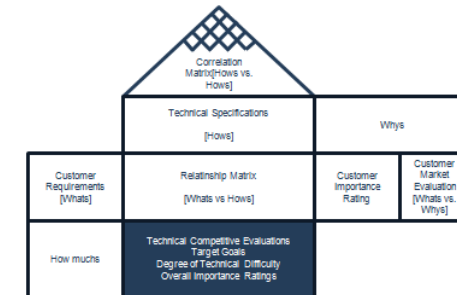 Correlation
Matrix[Hows vs.
Hows]
Technical Specifications
[Hows]
Whys
Customer
Requirements
[Whats]
Relatinship Matrix
[Whats vs Hows]
Customer
Importance
Rating
Customer
Market
Evaluation
[Whats vs.
Whys]
How muchs
Technical Competitive Evaluations
Target Goals
Degree of Technical Difficulty
Overall Importance Ratings